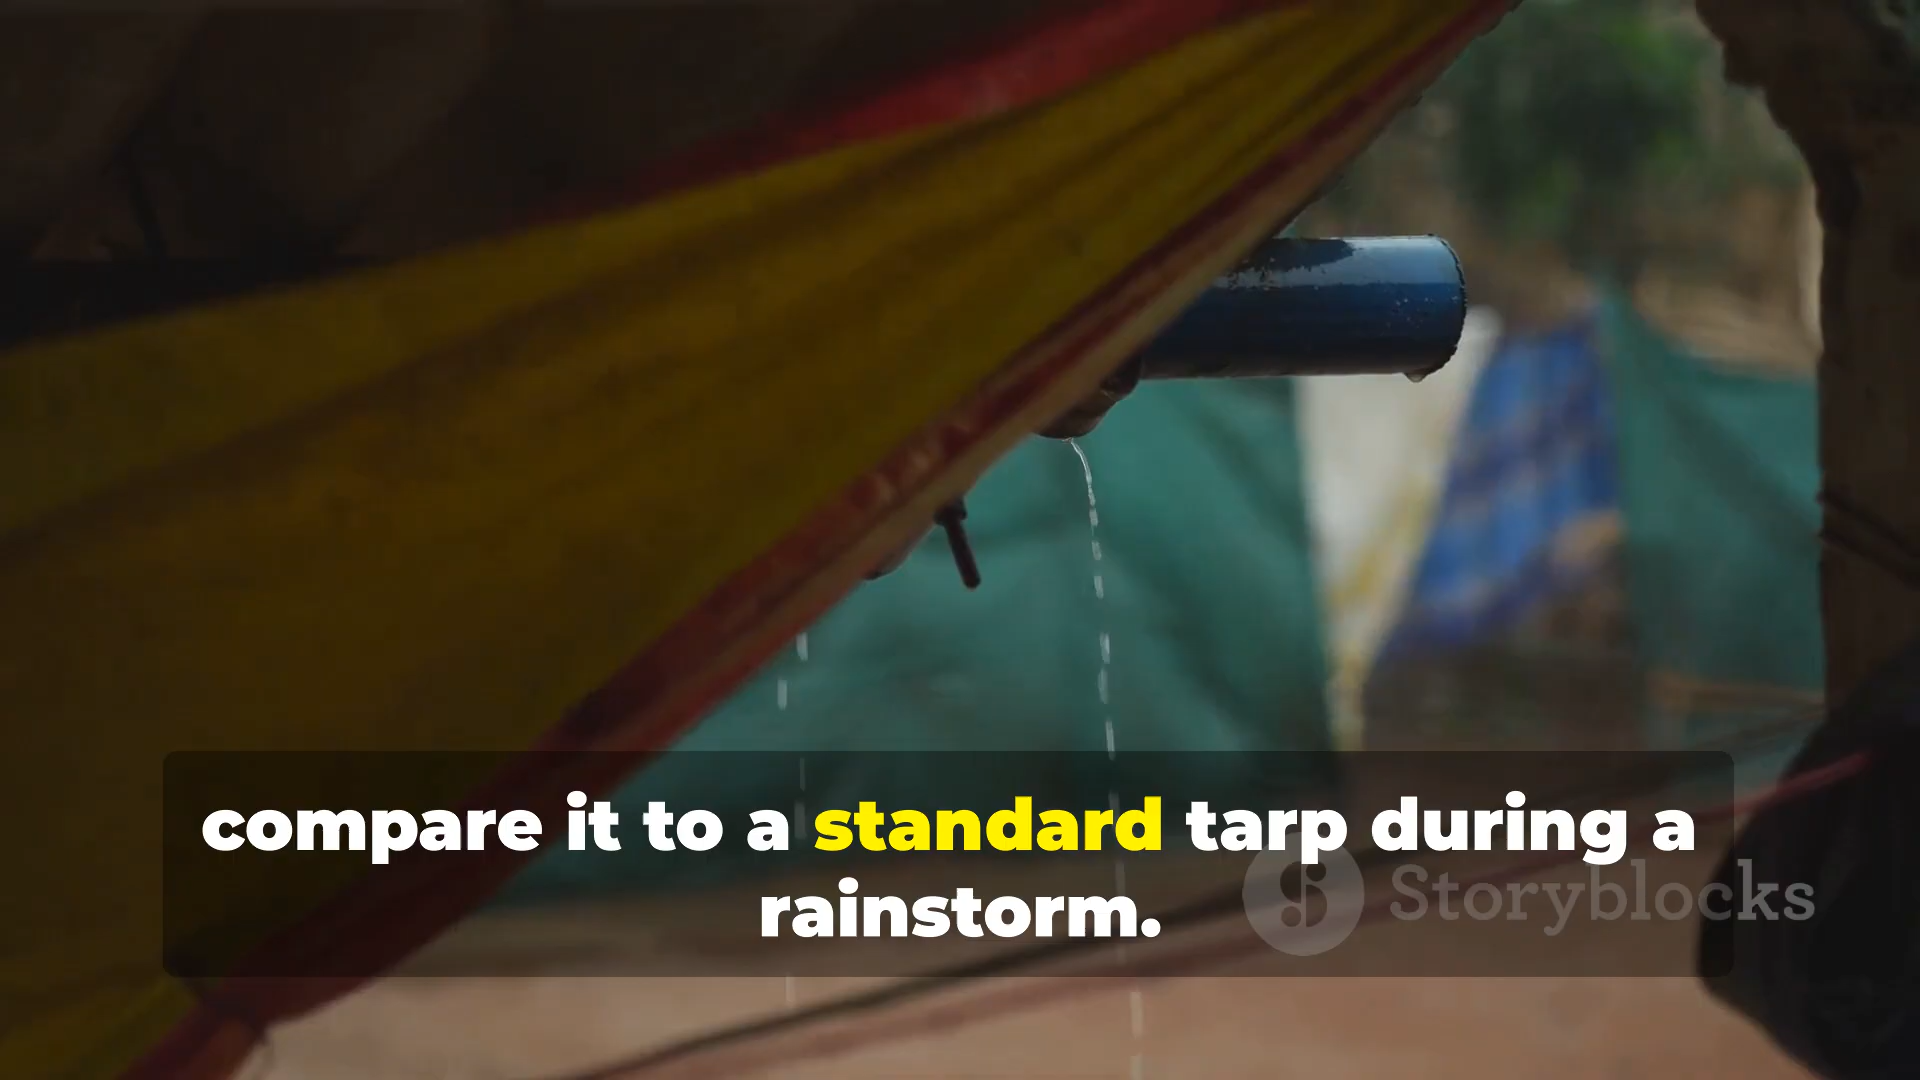 compare it to a standard tarp during a
rainstorm.
Storyblocks